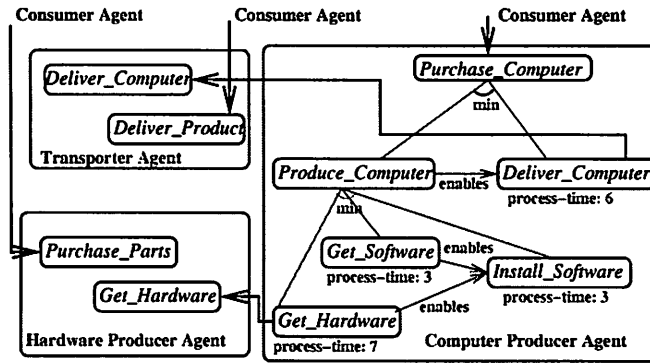 Consumer Agent
Consumer Agent
Consumer Agent
Deliver_Computer
Purchase_Computer
min
Deliver_Product
Transporter Agent
Produce_Computer
enables
Deliver_Computer
process-time: 6
min
Purchase_Parts
Get_Software
enables
process-time: 3
Install_Software
process-time: 3
Get_Hardware
enables
Get_Hardware
Hardware Producer Agent
process-time: 7
Computer Producer Agent